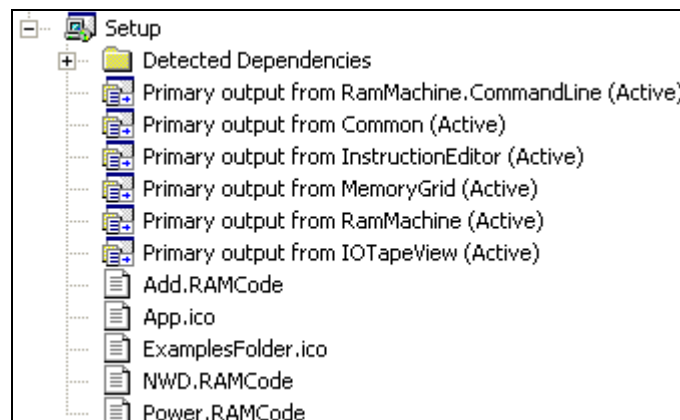 Setup
Detected Dependencies
Primary output from RamMachine.CommandLine (Active)
Primary output from Common (Active)
Primary output from InstructionEditor (Active)
Primary output from MemoryGrid (Active)
Primary output from RamMachine (Active)
Primary output from IOTapeView (Active)
Add.RAMCode
App.ico
ExamplesFolder.ico
NWD.RAMCode
Power.RAMCode